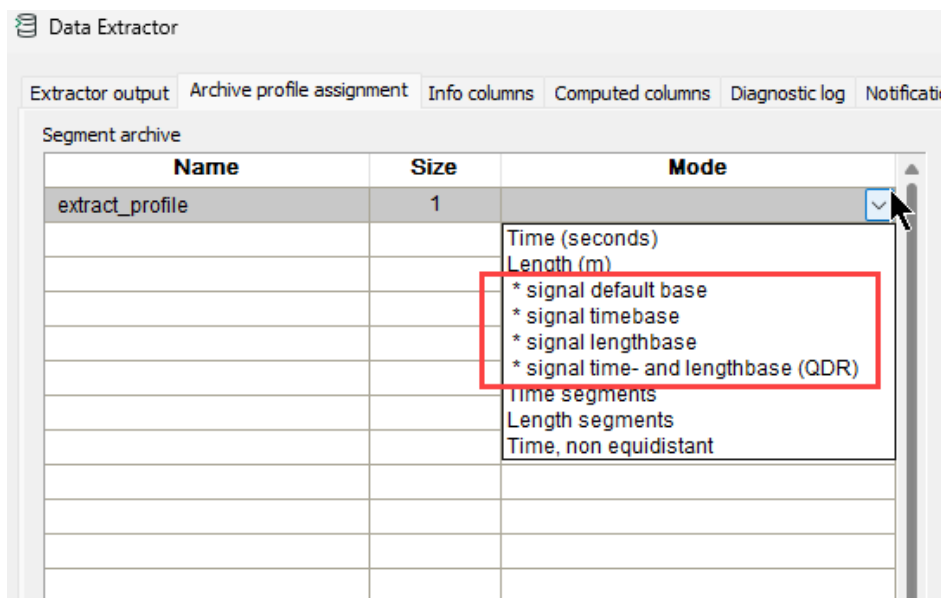 Data Extractor
Extractor output Archive profile assignment Info columns Computed columns Diagnostic log Notificati
Segment archive
Name Size Mode
extract_profile 1
Time (seconds)
Length (m)
* signal default base
* signal timebase
* signal lengthbase
* signal time- and lengthbase (QDR)
Time segments
Length segments
Time, non equidistant